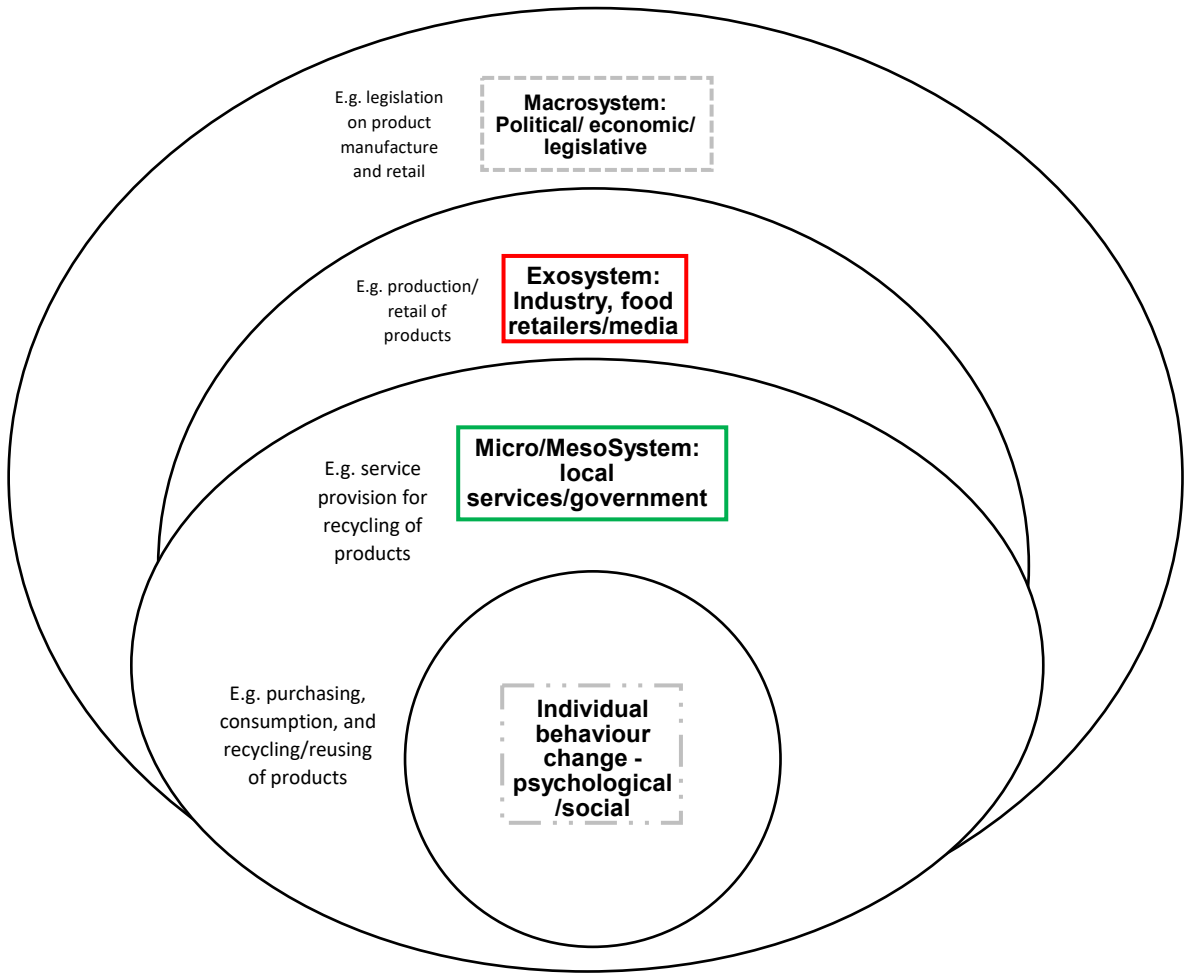 E.g. legislation
on product
manufacture
and retail
Macrosystem:
Political/ economic/
legislative
E.g. production/
retail of
products
Exosystem:
Industry, food
retailers/media
E.g. service
provision for
recycling of
products
Micro/MesoSystem:
local
services/government
E.g. purchasing,
consumption, and
recycling/reusing
of products
Individual
behaviour
change -
psychological
/social